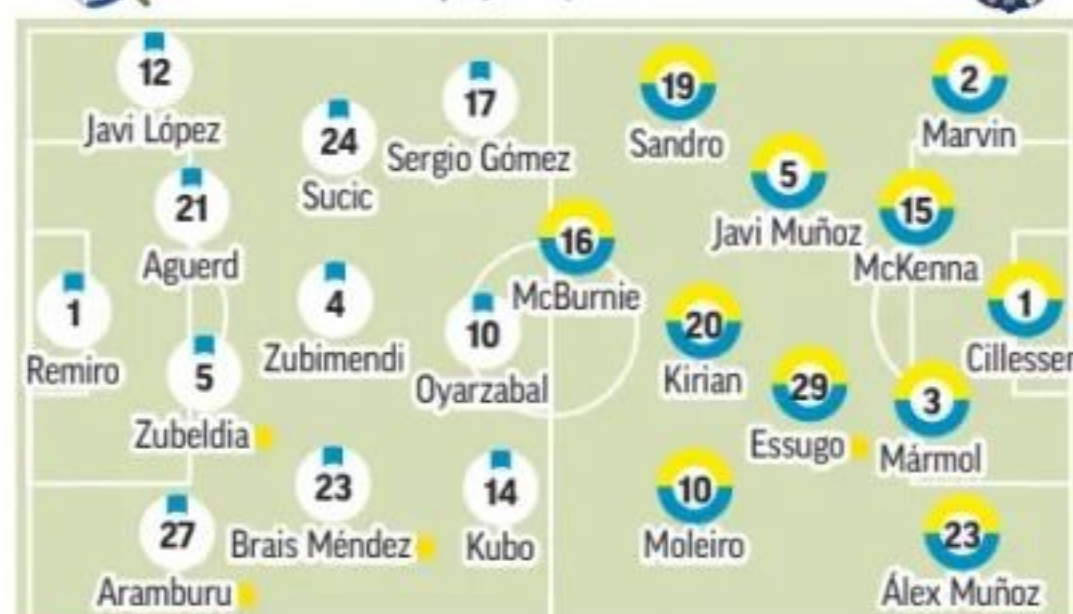 12
Javi López
24
Sucic
17
Sergio Gómez
21
Aguerd
1
Remiro
4
Zubimendi
5
Zubeldia
10
Oyarzabal
23
Brais Méndez
14
Kubo
27
Aramburu
19
Sandro
2
Marvin
5
Javi Muñoz
15
McKenna
16
McBurnie
20
Kirian
1
Cillessen
29
Essugo
3
Mármol
10
Moleiro
23
Álex Muñoz